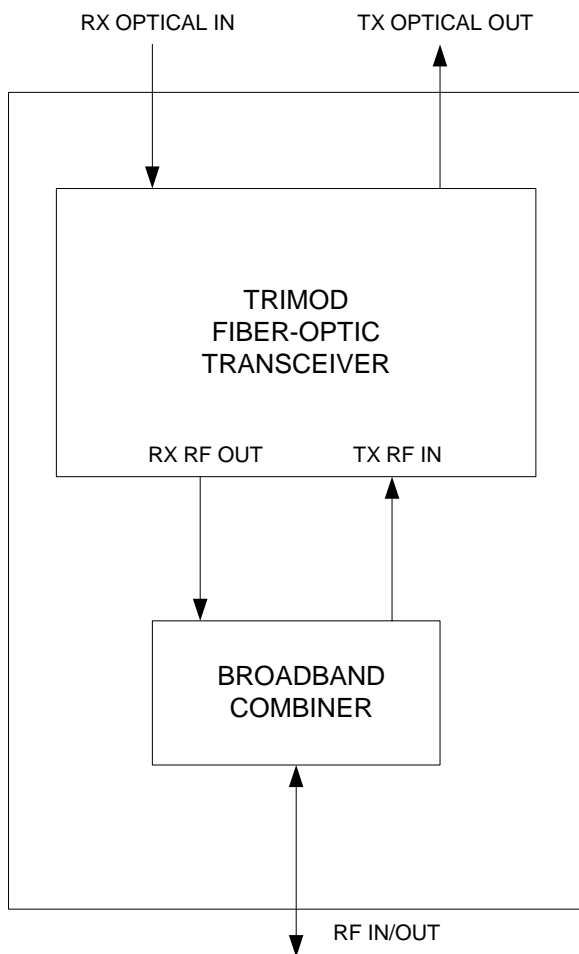 RX OPTICAL IN
TX OPTICAL OUT
TRIMOD
FIBER-OPTIC
TRANSCEIVER
RX RF OUT
TX RF IN
BROADBAND
COMBINER
RF IN/OUT